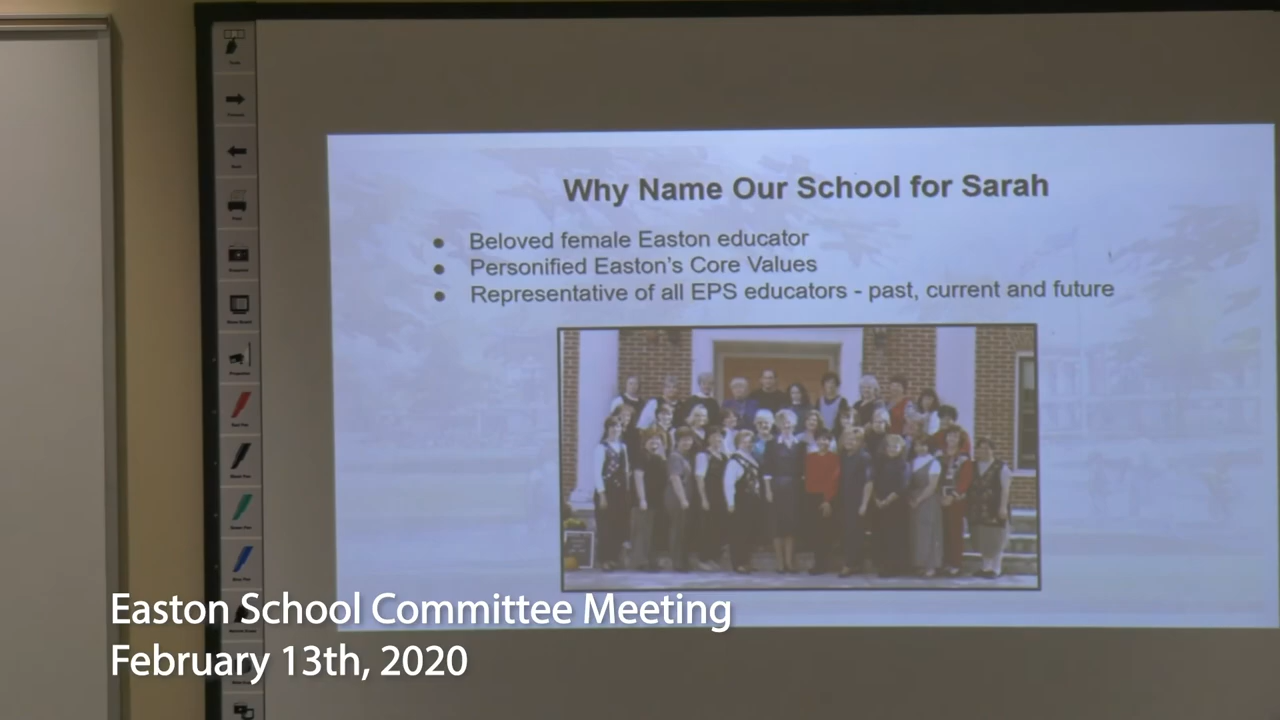 Why Name Our School for Sarah
● Beloved female Easton educator
● Personified Easton's Core Values
● Representative of all EPS educators - past, current and future
Easton School Committee Meeting
February 13th, 2020